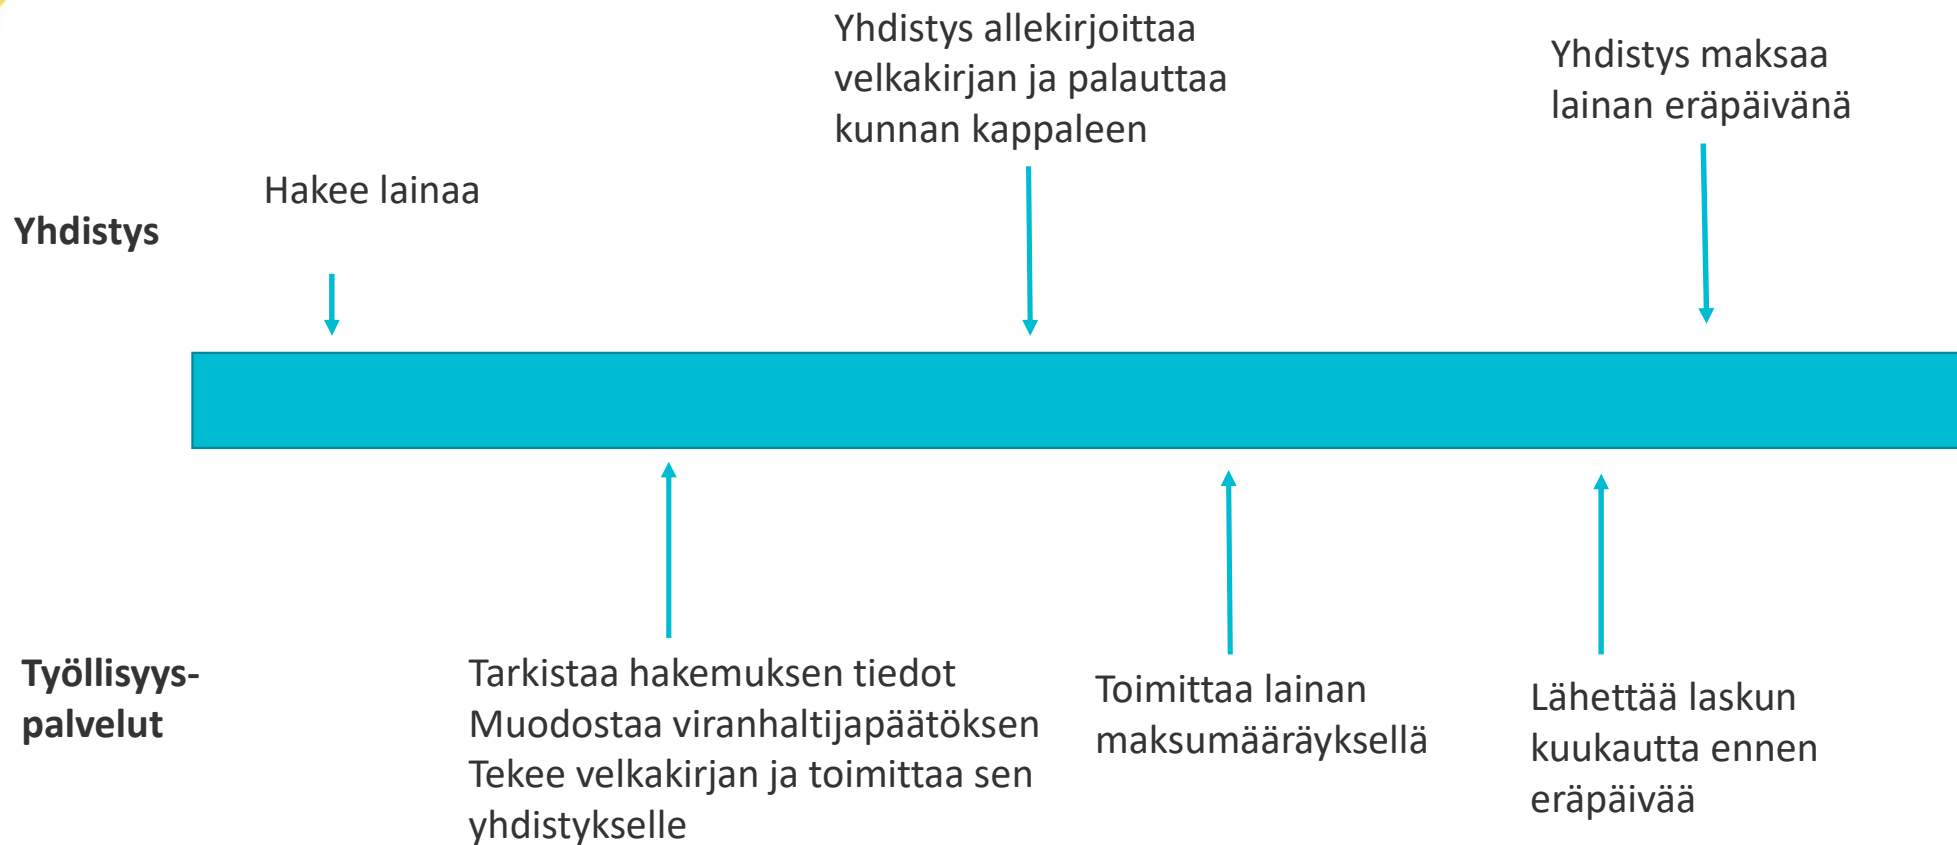 Yhdistys allekirjoittaa
velkakirjan ja palauttaa
kunnan kappaleen
Yhdistys maksaa
lainan eräpäivänä
Hakee lainaa
Yhdistys
Työllisyys-
palvelut
Tarkistaa hakemuksen tiedot
Muodostaa viranhaltijapäätöksen
Tekee velkakirjan ja toimittaa sen
yhdistykselle
Toimittaa lainan
maksumääräyksellä
Lähettää laskun
kuukautta ennen
eräpäivää